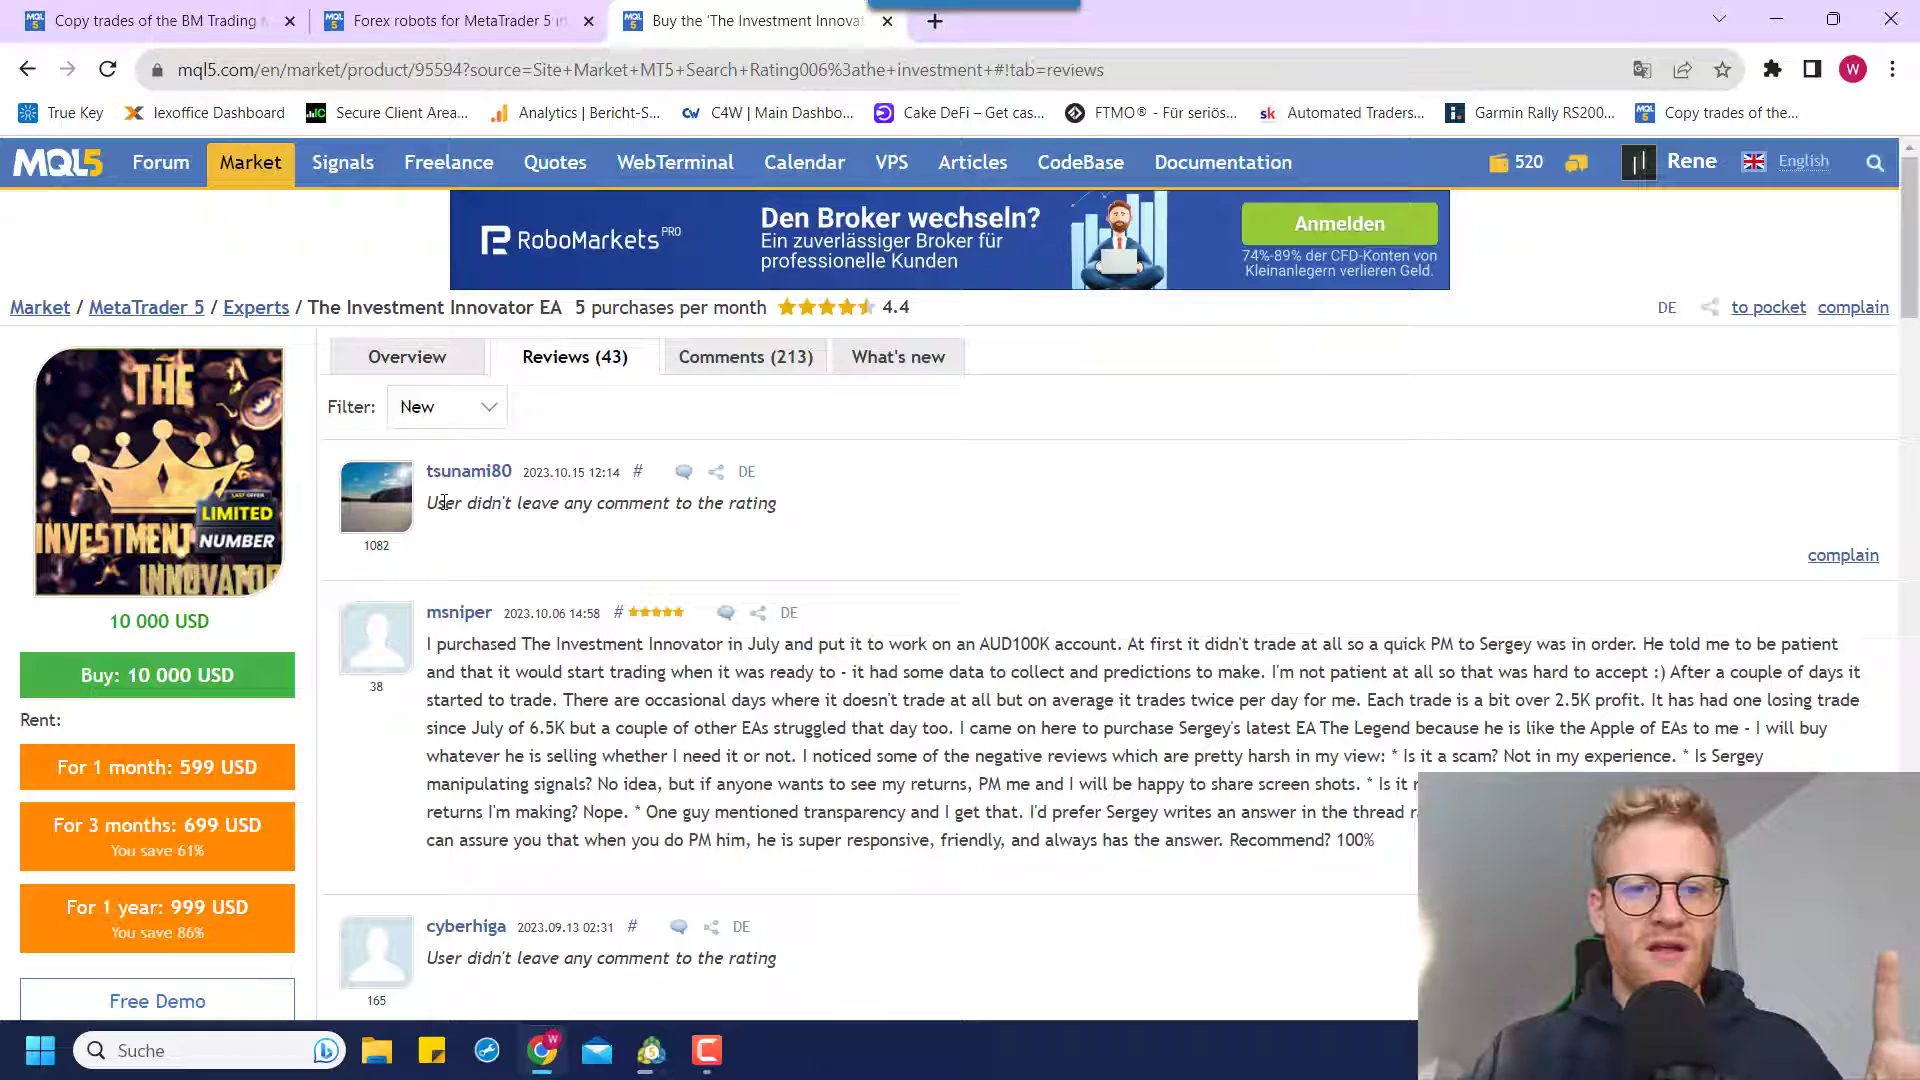 Copy trades of the BM Trading
Forex robots for MetaTrader 5
Buy the 'The Investment Innova
mql5.com/en/market/product/95594?source=Site+Market+MT5+Search+Rating006%3athe+investment+#!tab=reviews
W
True Key
lexoffice Dashboard
Secure Client Area...
Analytics | Bericht-S...
C4W | Main Dashbo...
Cake DeFi – Get cas...
FTMO® - Für seriös...
Automated Traders...
Garmin Rally RS200...
Copy trades of the...
MQL5
Forum
Market
Signals
Freelance
Quotes
WebTerminal
Calendar
VPS
Articles
CodeBase
Documentation
520
Rene
English
RoboMarkets PRO
Den Broker wechseln?
Ein zuverlässiger Broker für
professionelle Kunden
Anmelden
74%-89% der CFD-Konten von
Kleinanlegern verlieren Geld.
Market / MetaTrader 5 / Experts / The Investment Innovator EA 5 purchases per month 4.4
DE
to pocket
complain
THE
INVESTMENT
INNOVATOR
LAST OFFER
LIMITED
NUMBER
10 000 USD
Buy: 10 000 USD
Rent:
For 1 month: 599 USD
For 3 months: 699 USD
You save 61%
For 1 year: 999 USD
You save 86%
Free Demo
Overview
Reviews (43)
Comments (213)
What's new
Filter:
New
tsunami80 2023.10.15 12:14 # DE
User didn't leave any comment to the rating
1082
complain
msniper 2023.10.06 14:58 # DE
38
I purchased The Investment Innovator in July and put it to work on an AUD100K account. At first it didn't trade at all so a quick PM to Sergey was in order. He told me to be patient
and that it would start trading when it was ready to - it had some data to collect and predictions to make. I'm not patient at all so that was hard to accept :) After a couple of days it
started to trade. There are occasional days where it doesn't trade at all but on average it trades twice per day for me. Each trade is a bit over 2.5K profit. It has had one losing trade
since July of 6.5K but a couple of other EAs struggled that day too. I came on here to purchase Sergey's latest EA The Legend because he is like the Apple of EAs to me - I will buy
whatever he is selling whether I need it or not. I noticed some of the negative reviews which are pretty harsh in my view: * Is it a scam? Not in my experience. * Is Sergey
manipulating signals? No idea, but if anyone wants to see my returns, PM me and I will be happy to share screen shots. * Is it
returns I'm making? Nope. * One guy mentioned transparency and I get that. I'd prefer Sergey writes an answer in the thread
can assure you that when you do PM him, he is super responsive, friendly, and always has the answer. Recommend? 100%
cyberhiga 2023.09.13 02:31 # DE
User didn't leave any comment to the rating
165
Suche